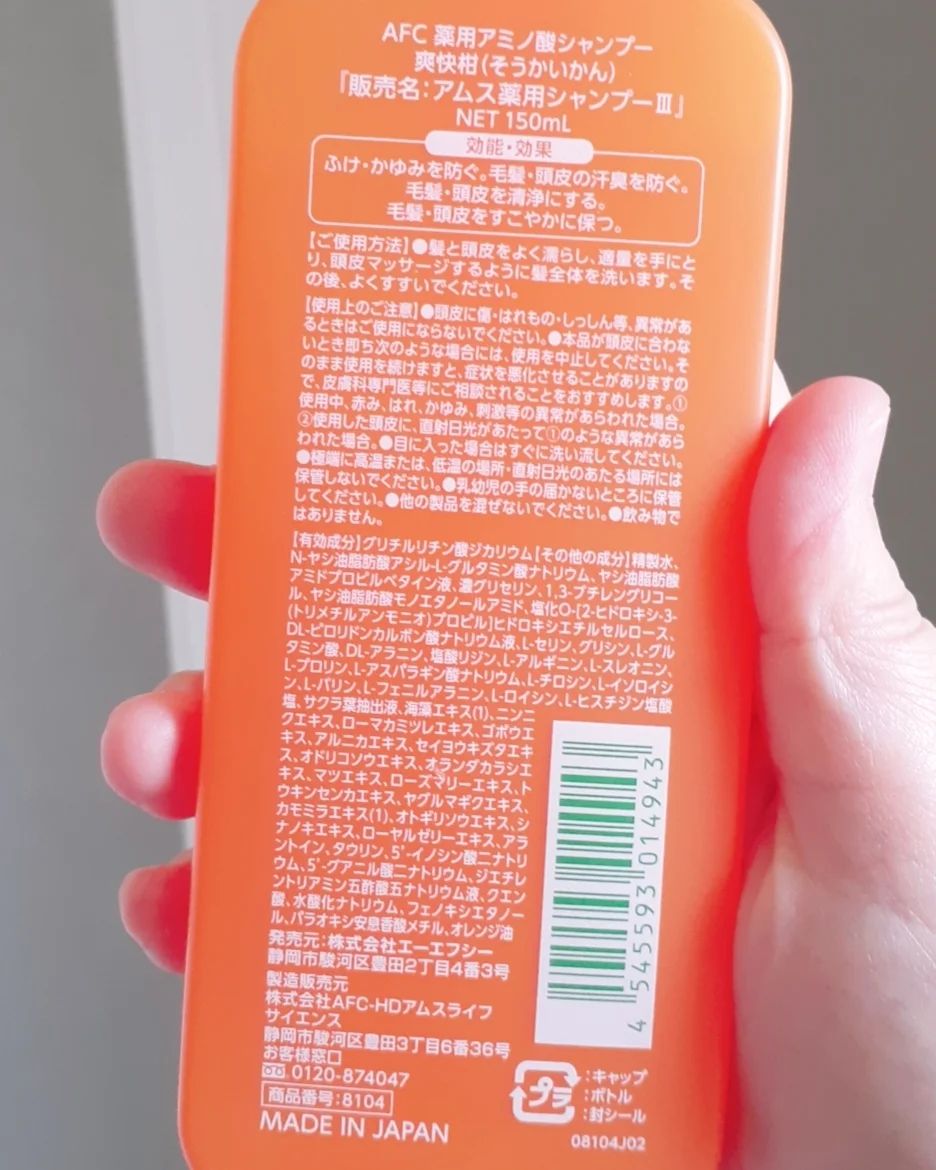 AFC 薬用アミノ酸シャンプー
爽快柑(そうかいかん)
「販売名:アムス薬用シャンプーⅢ」
NET 150mL
効能・効果
ふけ・かゆみを防ぐ。毛髪・頭皮の汗臭を防ぐ。
毛髪・頭皮を清浄にする。
毛髪・頭皮をすこやかに保つ。
【ご使用方法】●髪と頭皮をよく濡らし、適量を手にと
り、頭皮マッサージするように髪全体を洗います。そ
の後、よくすすいでください。
【使用上のご注意】●頭皮に傷・はれもの・しっしん等、異常があ
るときはご使用にならないでください。●本品が頭皮に合わな
いとき即ち次のような場合には、使用を中止してください。そ
のまま使用を続けますと、症状を悪化させることがありますの
で、皮膚科専門医等にご相談されることをおすすめします。①
使用中、赤み、はれ、かゆみ、刺激等の異常があらわれた場合。
②使用した頭皮に、直射日光があたって①のような異常があら
われた場合。●目に入った場合はすぐに洗い流してください。
●極端に高温または、低温の場所・直射日光のあたる場所には
保管しないでください。●乳幼児の手の届かないところに保管
してください。●他の製品を混ぜないでください。●飲み物で
はありません。
【有効成分】グリチルリチン酸ジカリウム【その他の成分】精製水、
N-ヤシ油脂肪酸アシル-L-グルタミン酸ナトリウム、ヤシ油脂肪酸
アミドプロピルベタイン液、濃グリセリン、1,3-ブチレングリコー
ル、ヤシ油脂肪酸モノエタノールアミド、塩化O-[2-ヒドロキシ-3-
(トリメチルアンモニオ)プロピル]ヒドロキシエチルセルロース、
DL-ピロリドンカルボン酸ナトリウム液、L-セリン、グリシン、L-グル
タミン酸、DL-アラニン、塩酸リジン、L-アルギニン、L-スレオニン、
L-プロリン、L-アスパラギン酸ナトリウム、L-チロシン、L-イソロイシ
ン、L-バリン、L-フェニルアラニン、L-ロイシン、L-ヒスチジン塩酸
塩、サクラ葉抽出液、海藻エキス(1)、ニンニ
クエキス、ローマカミツレエキス、ゴボウエ
キス、アルニカエキス、セイヨウキズタエキ
ス、オドリコソウエキス、オランダカラシエ
キス、マツエキス、ローズマリーエキス、ト
ウキンセンカエキス、ヤグルマギクエキス、
カモミラエキス(1)、オトギリソウエキス、シ
ナノキエキス、ローヤルゼリーエキス、アラ
ントイン、タウリン、5'-イノシン酸二ナトリ
ウム、5'-グアニル酸二ナトリウム、ジエチレ
ントリアミン五酢酸五ナトリウム液、クエン
酸、水酸化ナトリウム、フェノキシエタノー
ル、パラオキシ安息香酸メチル、オレンジ油
発売元:株式会社エーエフシー
静岡市駿河区豊田2丁目4番3号
製造販売元
株式会社AFC-HDアムスライフ
サイエンス
静岡市駿河区豊田3丁目6番36号
お客様窓口
0120-874047
商品番号:8104
MADE IN JAPAN
4 545593 014943
プラ
:キャップ
:ボトル
:封シール
08104J02